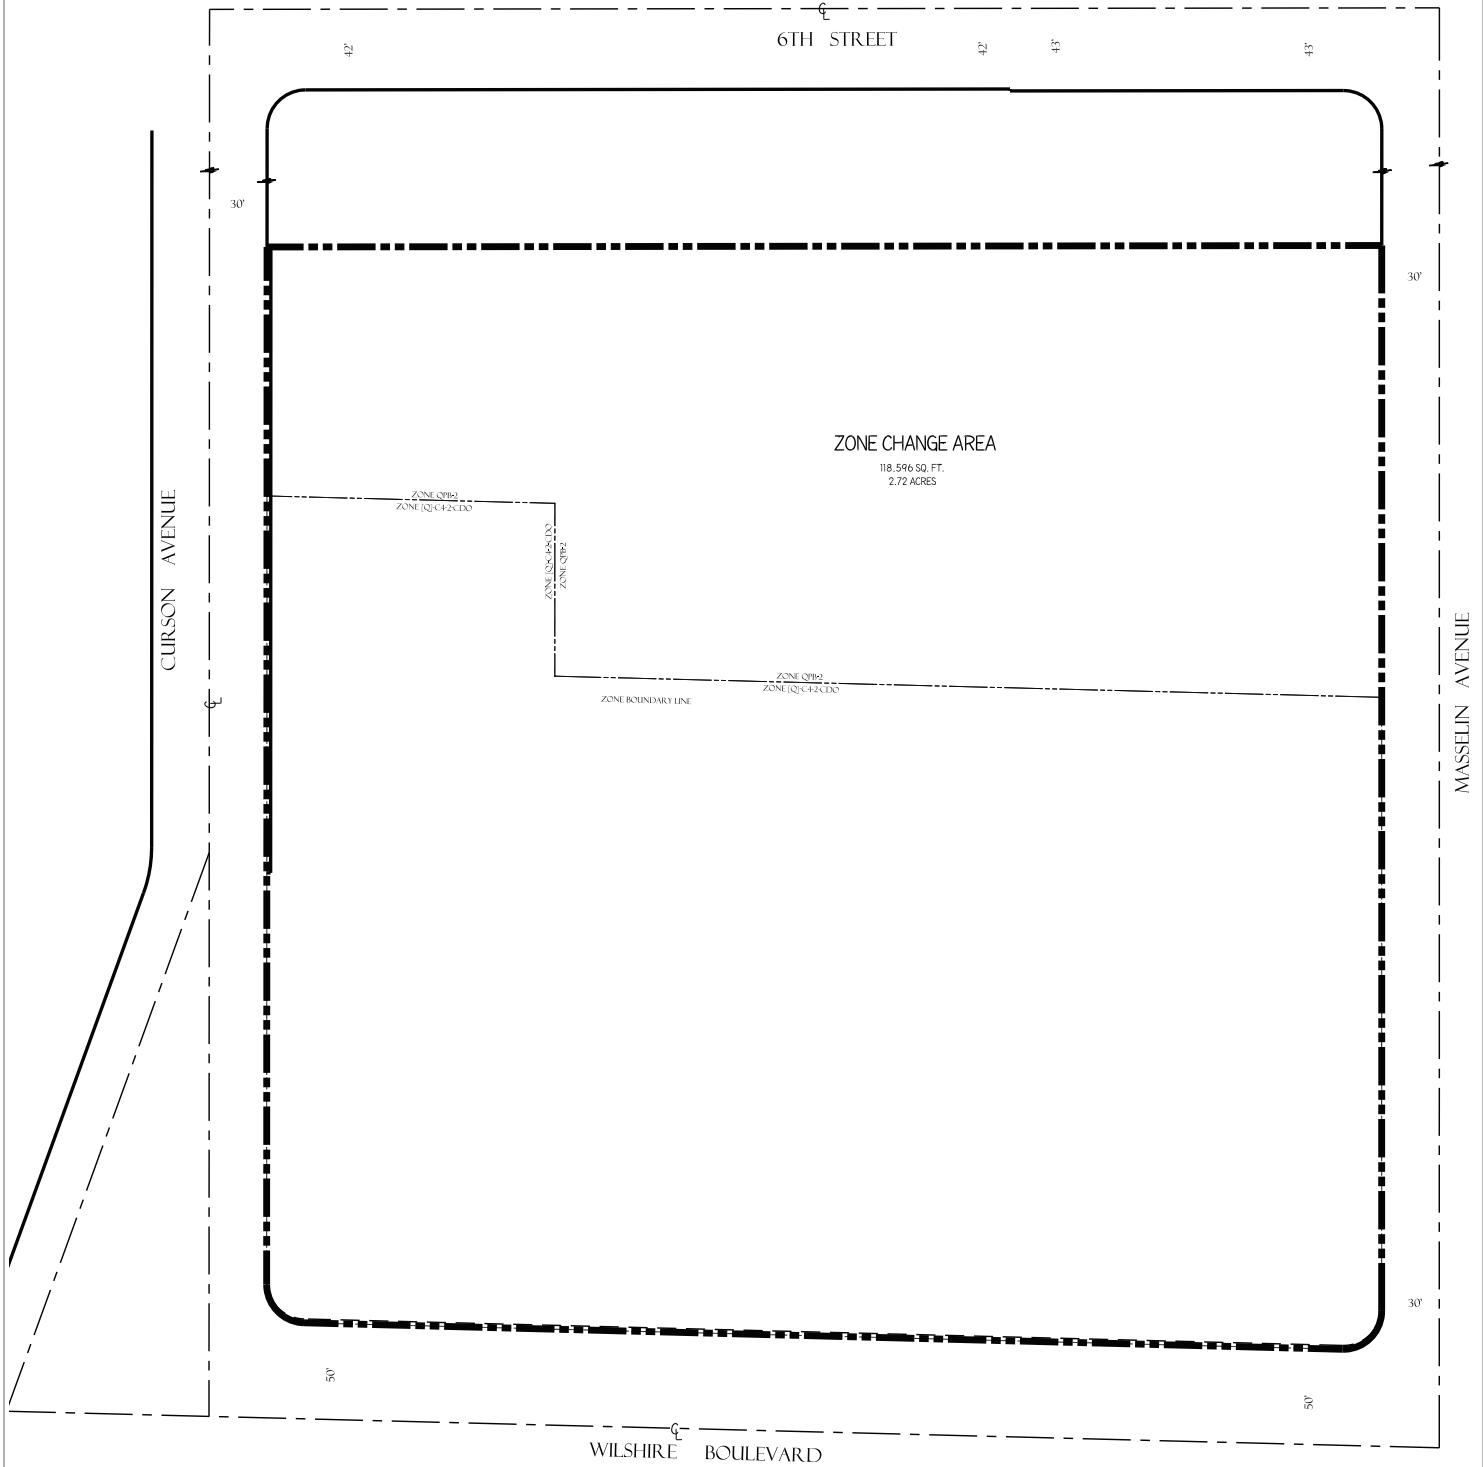 ℄
6TH STREET
42'
42'
43'
43'
30'
30'
ZONE CHANGE AREA
118,596 SQ. FT.
2.72 ACRES
ZONE QPB-2
ZONE [Q]-C4-2-CDO
ZONE [Q]-C4-2-CDO
ZONE QPB-2
CURSON AVENUE
℄
ZONE QPB-2
ZONE [Q]-C4-2-CDO
ZONE BOUNDARY LINE
MASSELIN AVENUE
30'
50'
50'
℄
WILSHIRE BOULEVARD